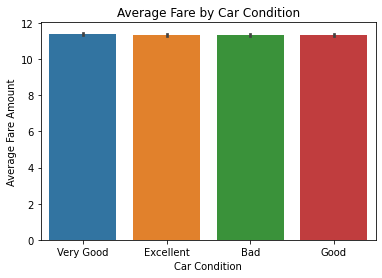 Average Fare by Car Condition
Average Fare Amount
12
10
8
6
4
2
0
Very Good Excellent Bad Good
Car Condition